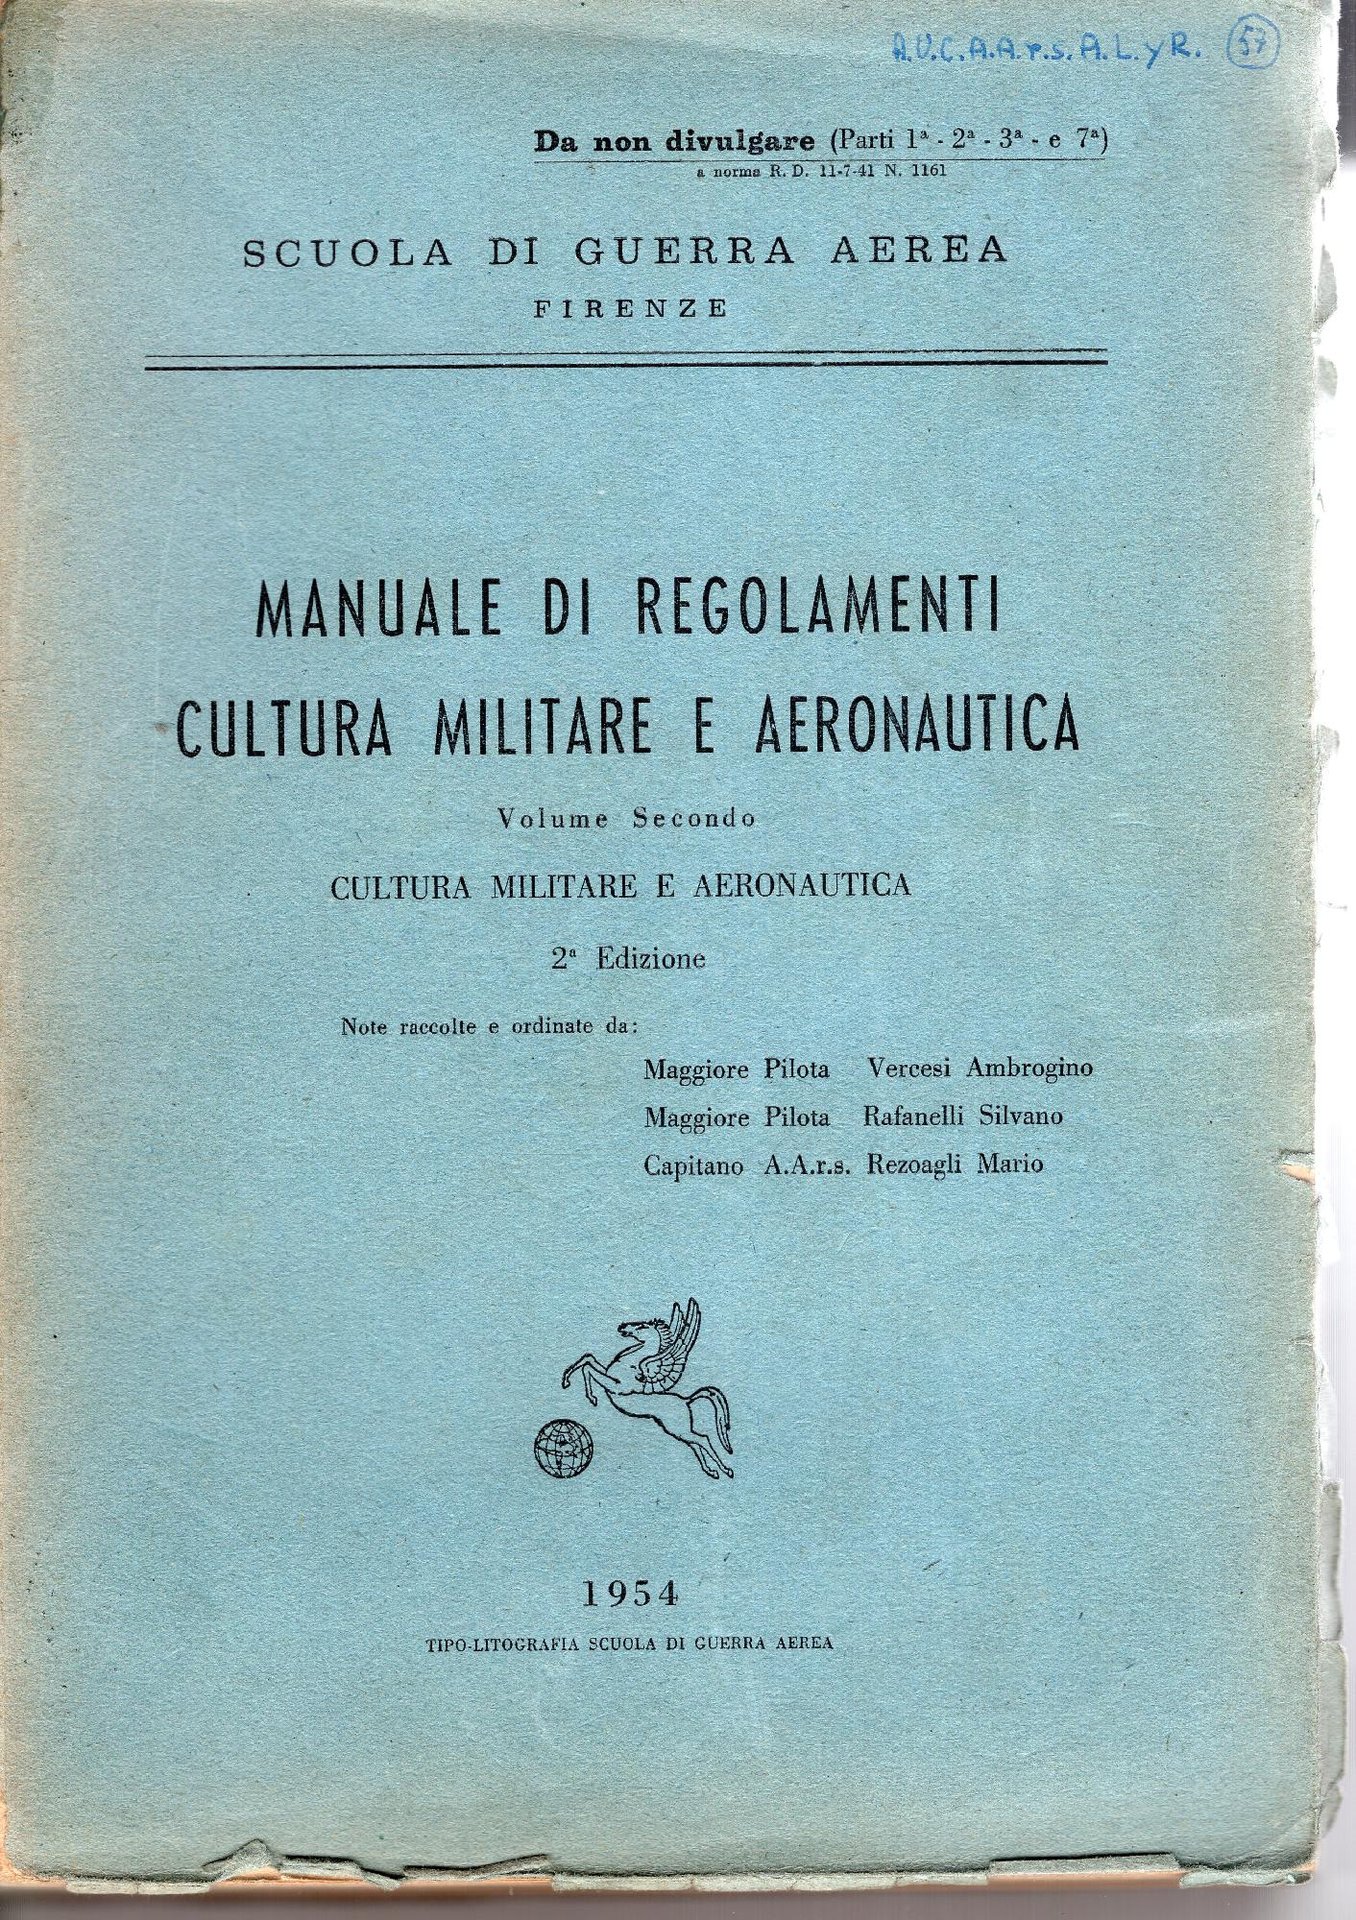 A.U.C.A.A.r.s.A.L.yR. 57
Da non divulgare (Parti 1ª - 2ª - 3ª - e 7ª)
a norma R. D. 11-7-41 N. 1161
SCUOLA DI GUERRA AEREA
FIRENZE
MANUALE DI REGOLAMENTI
CULTURA MILITARE E AERONAUTICA
Volume Secondo
CULTURA MILITARE E AERONAUTICA
2ª Edizione
Note raccolte e ordinate da:
Maggiore Pilota Vercesi Ambrogino
Maggiore Pilota Rafanelli Silvano
Capitano A.A.r.s. Rezoagli Mario
1954
TIPO-LITOGRAFIA SCUOLA DI GUERRA AEREA